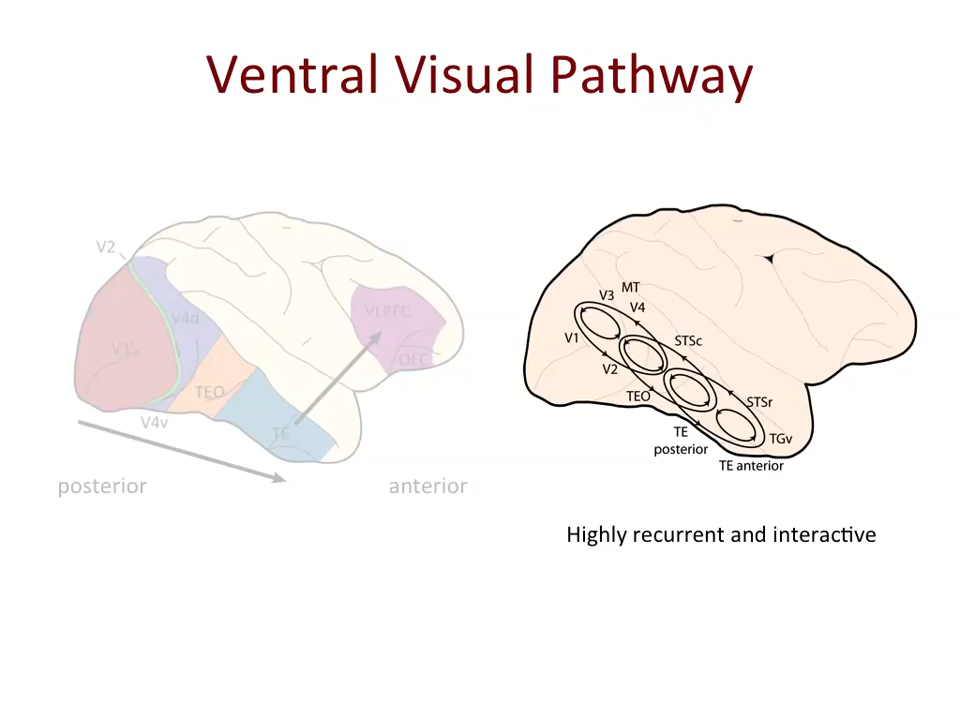 Ventral Visual Pathway
V2
V4d
V1
TEO
V4v
TE
VLPFC
OFC
posterior
anterior
V3
MT
V4
V1
STSc
V2
TEO
STSr
TE
posterior
TGv
TE anterior
Highly recurrent and interactive